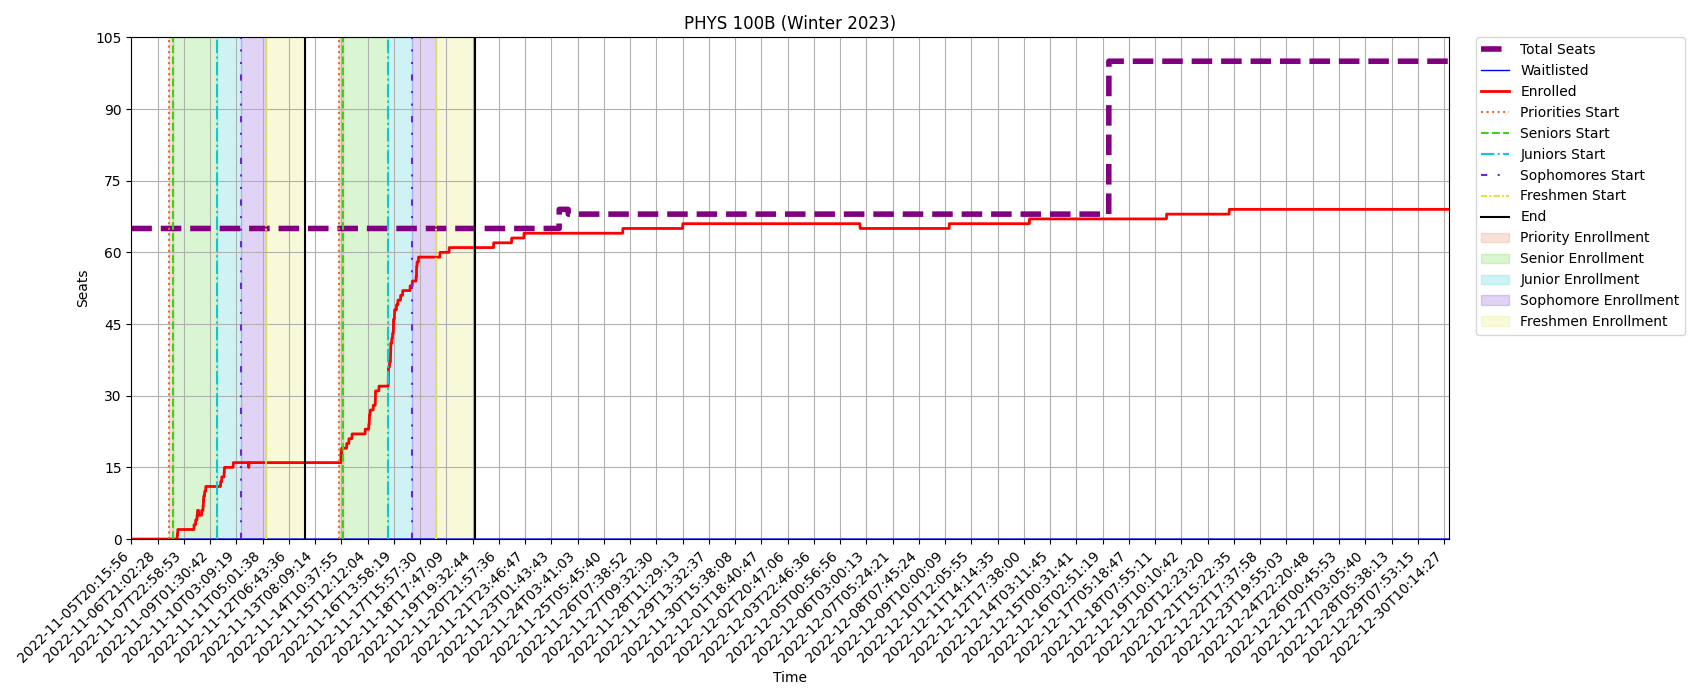 PHYS 100B (Winter 2023)
105
90
75
60
45
30
15
0
Seats
2022-11-05T20:15:56
2022-11-06T21:02:28
2022-11-07T22:58:53
2022-11-09T01:30:42
2022-11-10T03:09:19
2022-11-11T05:01:38
2022-11-12T06:43:36
2022-11-13T08:09:14
2022-11-14T10:37:55
2022-11-15T12:12:04
2022-11-16T13:58:19
2022-11-17T15:57:30
2022-11-18T17:47:09
2022-11-19T19:32:44
2022-11-20T21:57:36
2022-11-21T23:46:47
2022-11-23T01:43:43
2022-11-24T03:41:03
2022-11-25T05:45:40
2022-11-26T07:38:52
2022-11-27T09:32:30
2022-11-28T11:29:13
2022-11-29T13:32:37
2022-11-30T15:38:08
2022-12-01T18:40:47
2022-12-02T20:47:06
2022-12-03T22:46:36
2022-12-05T00:56:56
2022-12-06T03:00:13
2022-12-07T05:24:21
2022-12-08T07:45:24
2022-12-09T10:00:09
2022-12-10T12:05:55
2022-12-11T14:14:35
2022-12-12T17:38:00
2022-12-14T03:11:45
2022-12-15T00:31:41
2022-12-16T02:51:19
2022-12-17T05:18:47
2022-12-18T07:55:11
2022-12-19T10:10:42
2022-12-20T12:23:20
2022-12-21T15:22:35
2022-12-22T17:37:58
2022-12-23T19:55:03
2022-12-24T22:20:48
2022-12-26T00:45:53
2022-12-27T03:05:40
2022-12-28T05:38:13
2022-12-29T07:53:15
2022-12-30T10:14:27
Time
Total Seats
Waitlisted
Enrolled
Priorities Start
Seniors Start
Juniors Start
Sophomores Start
Freshmen Start
End
Priority Enrollment
Senior Enrollment
Junior Enrollment
Sophomore Enrollment
Freshmen Enrollment